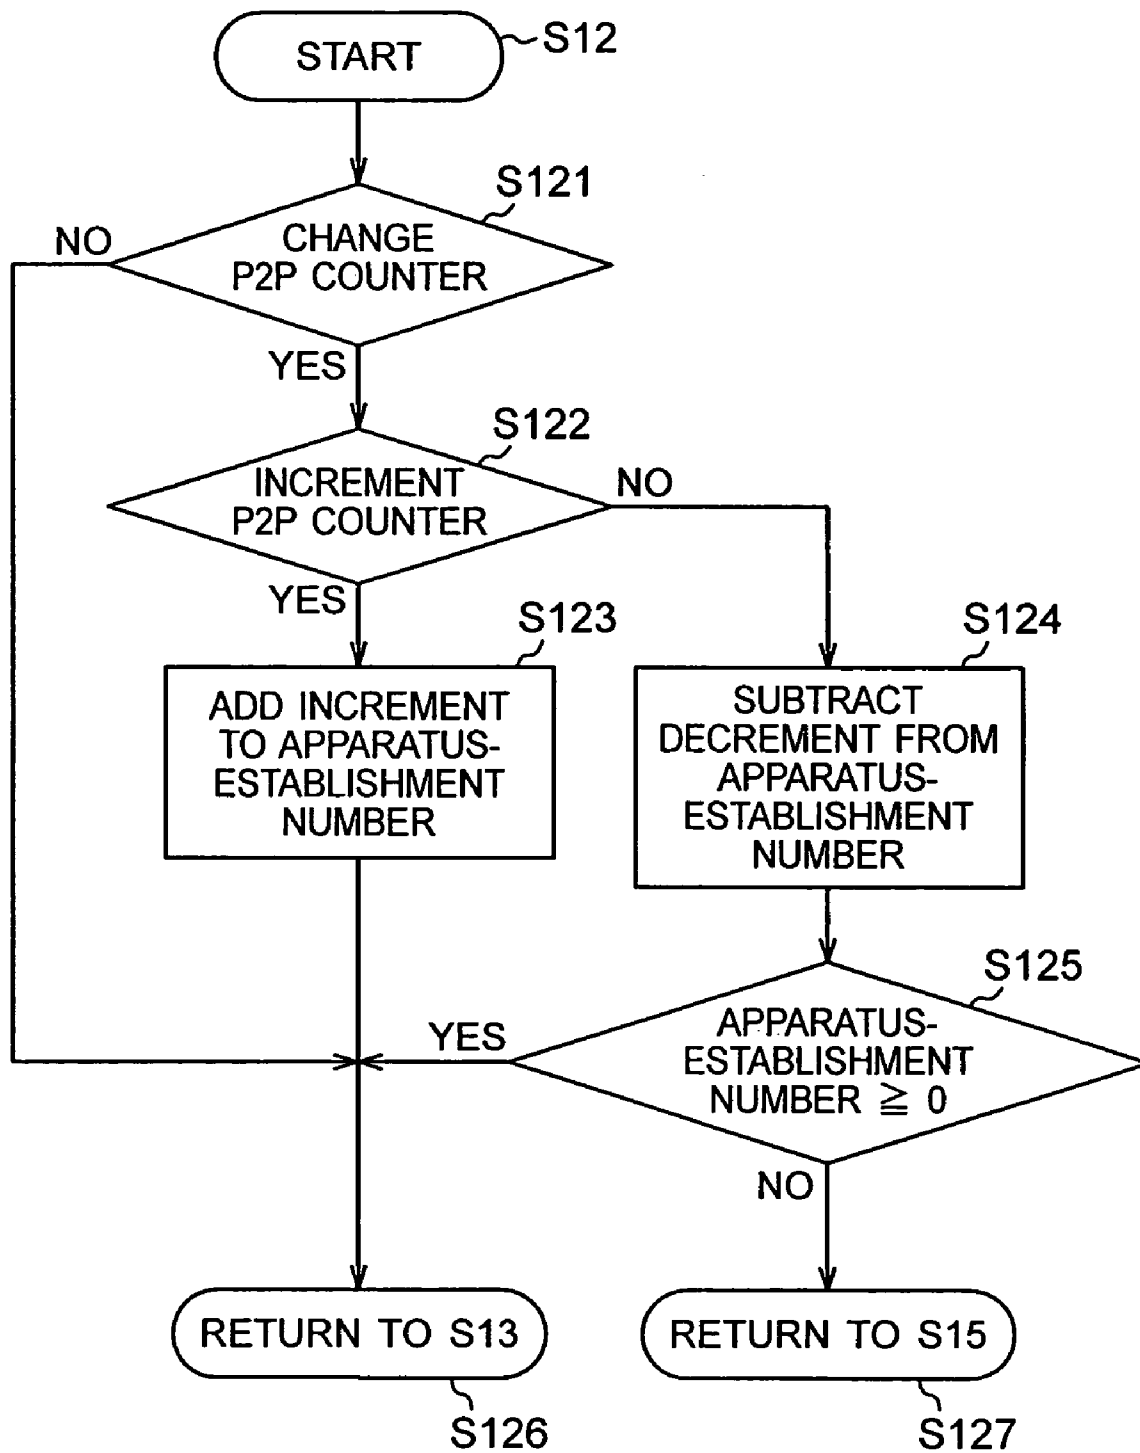 START
S12
S121
NO
CHANGE
P2P COUNTER
YES
S122
INCREMENT
P2P COUNTER
NO
YES
S123
S124
ADD INCREMENT
TO APPARATUS-
ESTABLISHMENT
NUMBER
SUBTRACT
DECREMENT FROM
APPARATUS-
ESTABLISHMENT
NUMBER
S125
YES
APPARATUS-
ESTABLISHMENT
NUMBER ≧ 0
NO
RETURN TO S13
RETURN TO S15
S126
S127